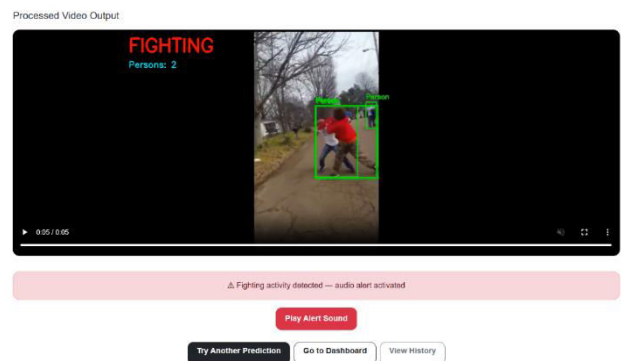 Processed Video Output
FIGHTING
Persons: 2
Person
0:05 / 0:05
⚠ Fighting activity detected — audio alert activated
Play Alert Sound
Try Another Prediction
Go to Dashboard
View History